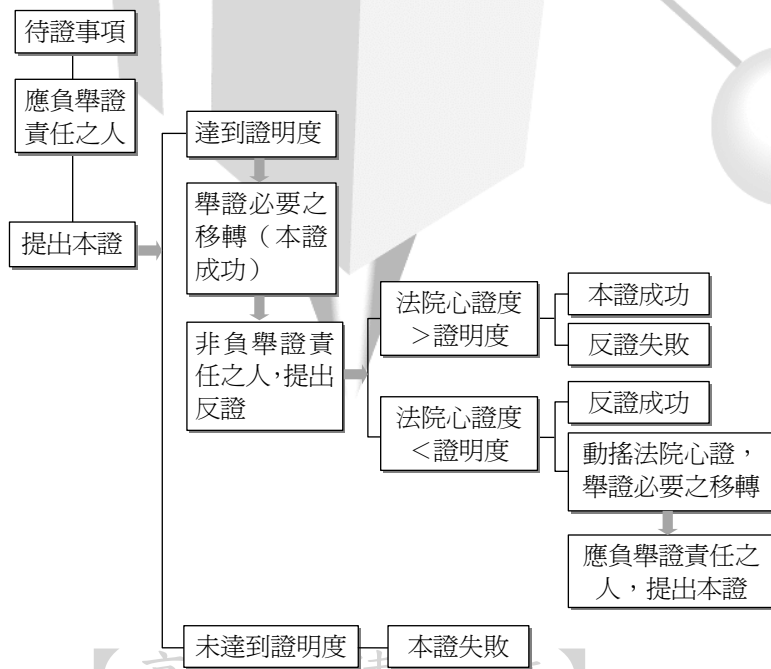 待證事項
應負舉證
責任之人
提出本證
達到證明度
舉證必要之
移轉（本證
成功）
非負舉證責
任之人，提出
反證
法院心證度
＞證明度
本證成功
反證失敗
法院心證度
＜證明度
反證成功
動搖法院心證，
舉證必要之移轉
應負舉證責任之
人，提出本證
未達到證明度
本證失敗